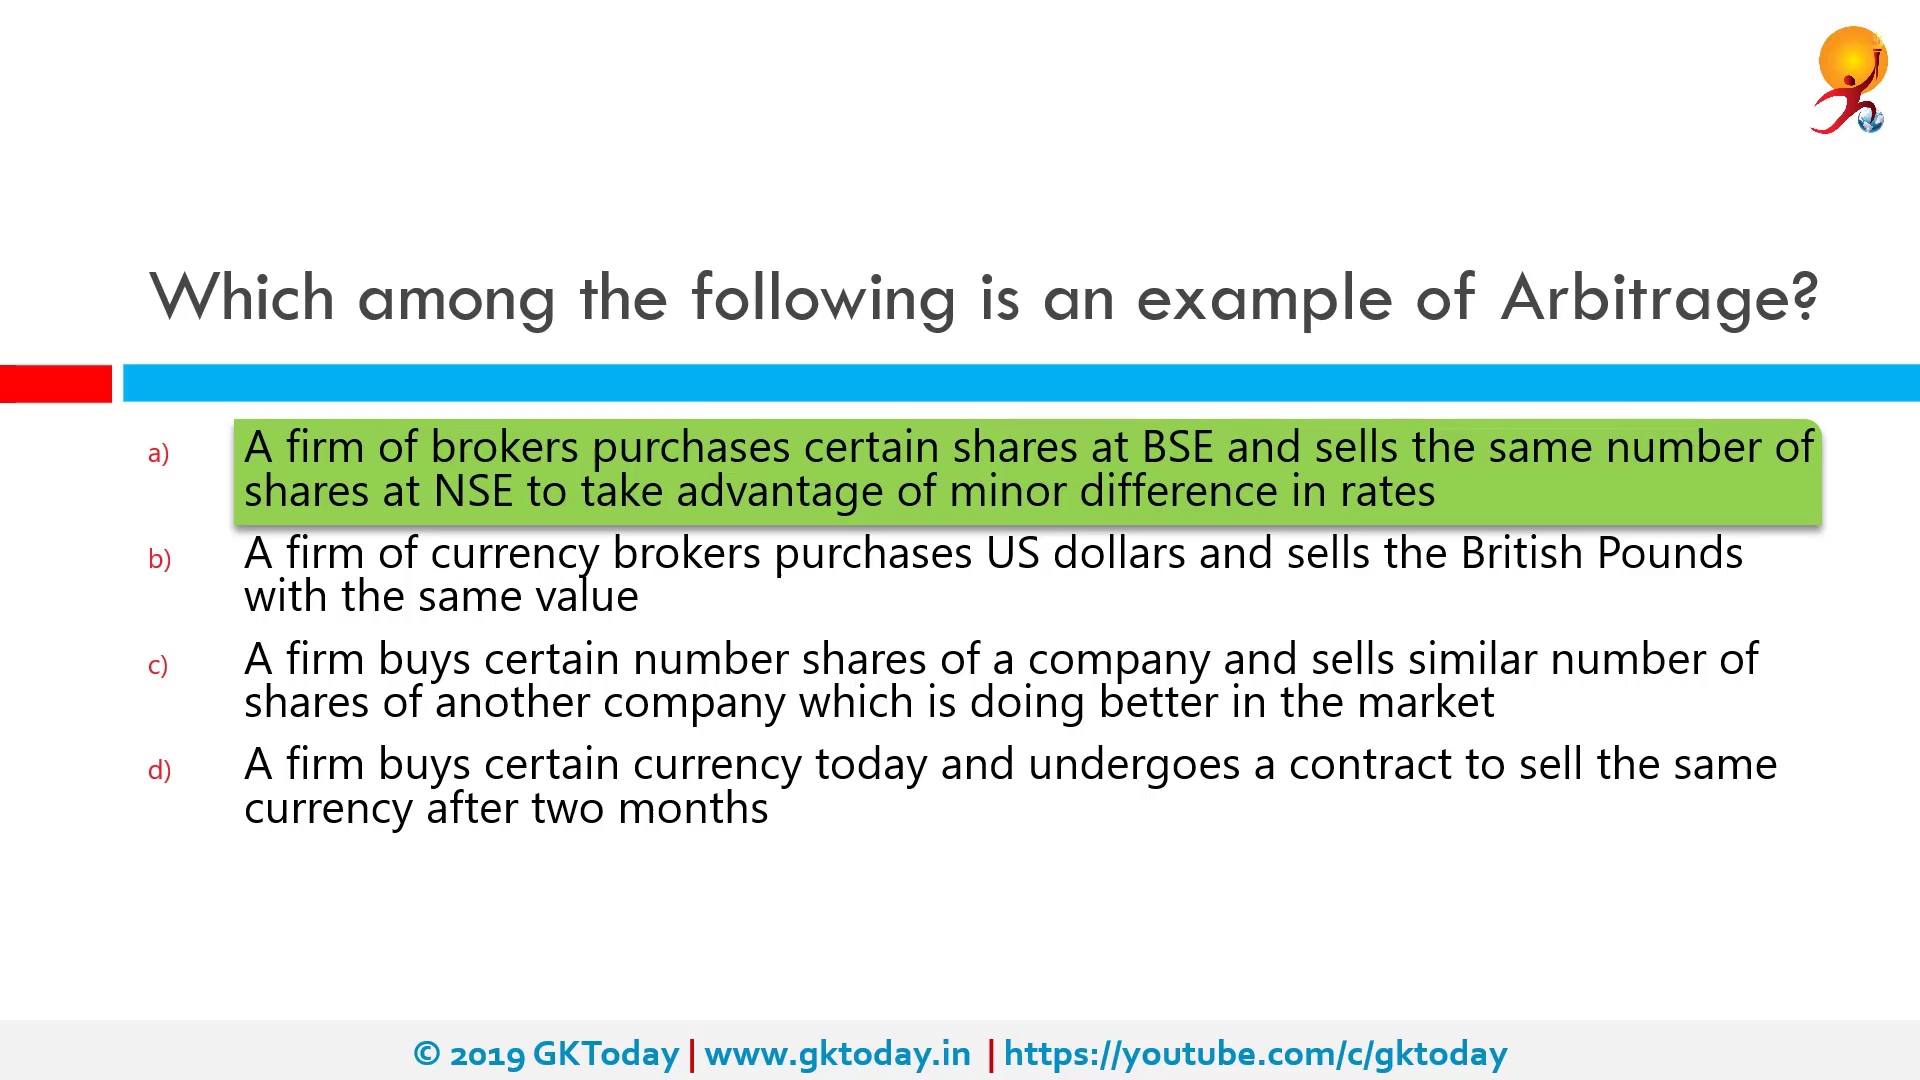 Which among the following is an example of Arbitrage?
a) A firm of brokers purchases certain shares at BSE and sells the same number of
shares at NSE to take advantage of minor difference in rates
b) A firm of currency brokers purchases US dollars and sells the British Pounds
with the same value
c) A firm buys certain number shares of a company and sells similar number of
shares of another company which is doing better in the market
d) A firm buys certain currency today and undergoes a contract to sell the same
currency after two months
© 2019 GKToday | www.gktoday.in | https://youtube.com/c/gktoday